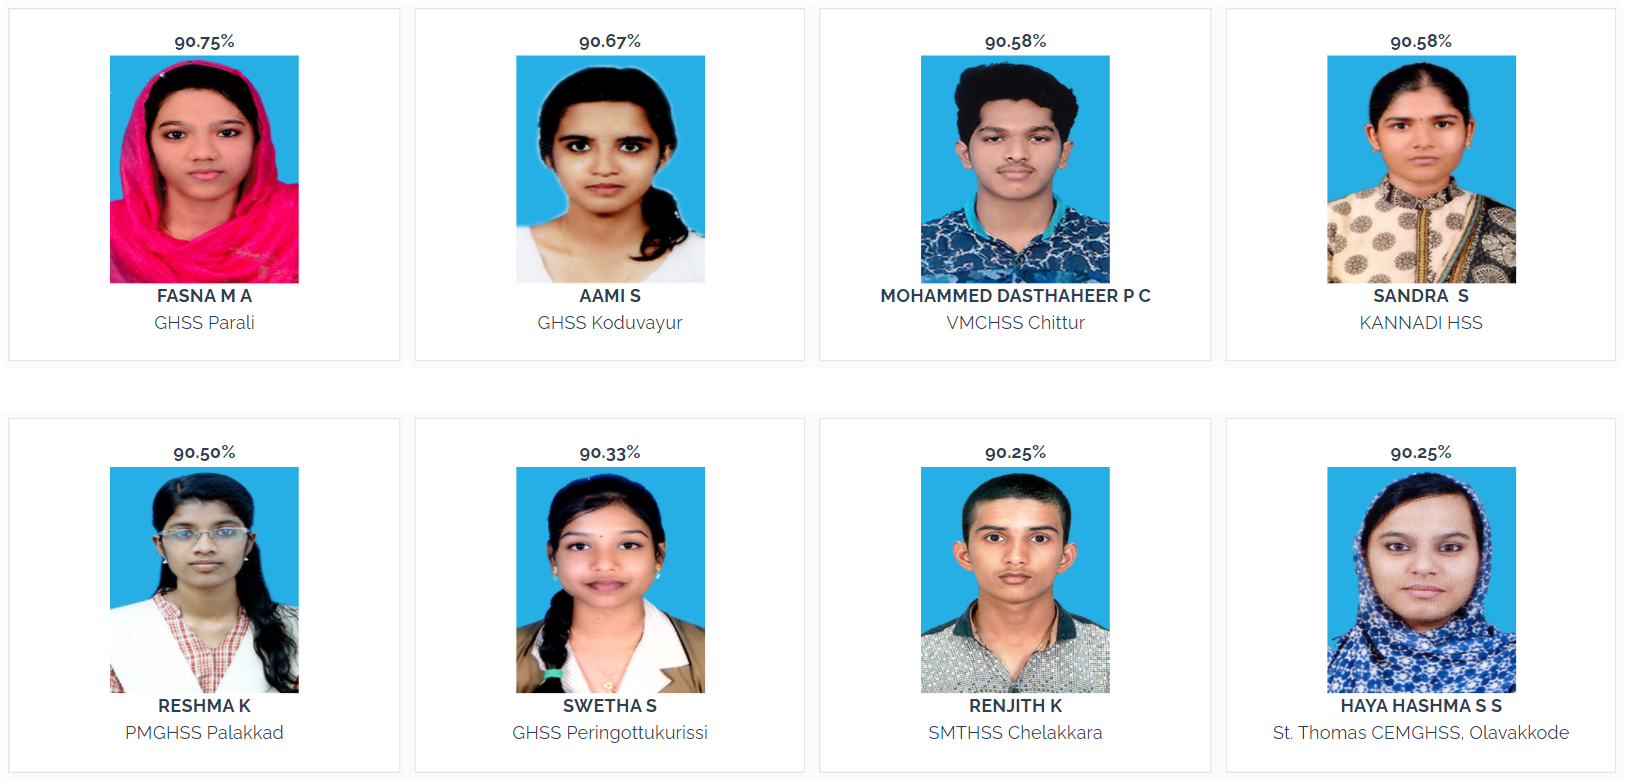 90.75%
FASNA M A
GHSS Parali
90.67%
AAMI S
GHSS Koduvayur
90.58%
MOHAMMED DASTHAHEER P C
VMCHSS Chittur
90.58%
SANDRA  S
KANNADI HSS
90.50%
RESHMA K
PMGHSS Palakkad
90.33%
SWETHA S
GHSS Peringottukurissi
90.25%
RENJITH K
SMTHSS Chelakkara
90.25%
HAYA HASHMA S S
St. Thomas CEMGHSS, Olavakkode